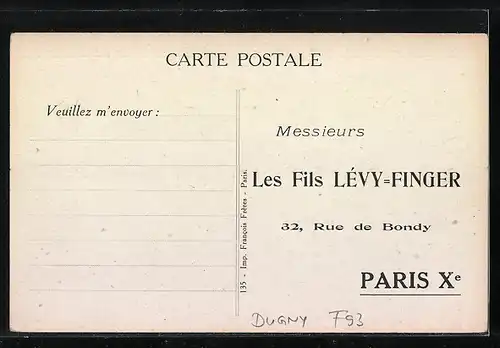 CARTE POSTALE
Veuillez m'envoyer :
135 - Imp. François Frères - Paris.
Messieurs
Les Fils LÉVY=FINGER
32, Rue de Bondy
PARIS Xe
DUGNY F93